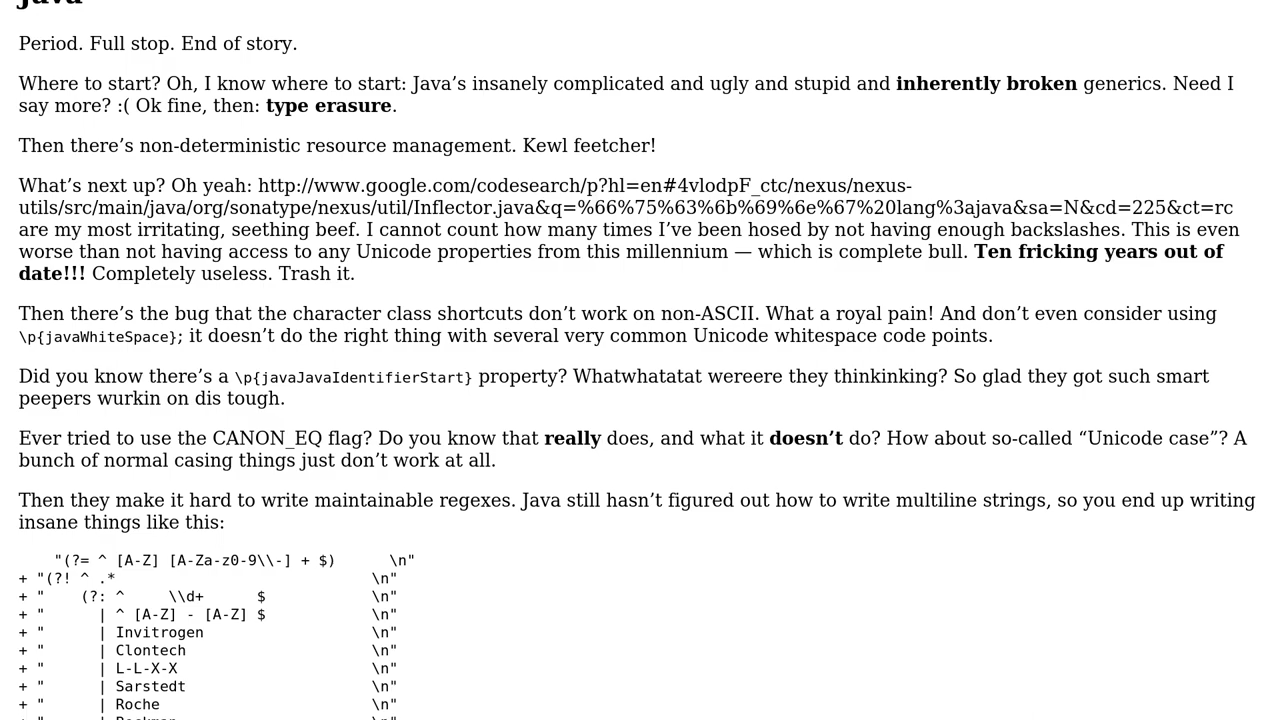 Java
Period. Full stop. End of story.
Where to start? Oh, I know where to start: Java’s insanely complicated and ugly and stupid and inherently broken generics. Need I
say more? :( Ok fine, then: type erasure.
Then there’s non-deterministic resource management. Kewl feetcher!
What’s next up? Oh yeah: http://www.google.com/codesearch/p?hl=en#4vlodpF_ctc/nexus/nexus-
utils/src/main/java/org/sonatype/nexus/util/Inflector.java&q=%66%75%63%6b%69%6e%67%20lang%3ajava&sa=N&cd=225&ct=rc
are my most irritating, seething beef. I cannot count how many times I’ve been hosed by not having enough backslashes. This is even
worse than not having access to any Unicode properties from this millennium — which is complete bull. Ten fricking years out of
date!!! Completely useless. Trash it.
Then there’s the bug that the character class shortcuts don’t work on non-ASCII. What a royal pain! And don’t even consider using
\p{javaWhiteSpace}; it doesn’t do the right thing with several very common Unicode whitespace code points.
Did you know there’s a \p{javaJavaIdentifierStart} property? Whatwhatatat wereere they thinkinking? So glad they got such smart
peepers wurkin on dis tough.
Ever tried to use the CANON_EQ flag? Do you know that really does, and what it doesn’t do? How about so-called “Unicode case”? A
bunch of normal casing things just don’t work at all.
Then they make it hard to write maintainable regexes. Java still hasn’t figured out how to write multiline strings, so you end up writing
insane things like this:
    "(?= ^ [A-Z] [A-Za-z0-9\\-] + $)      \n"
+ "(?! ^ .*                             \n"
+ "    (?: ^     \\d+      $            \n"
+ "      | ^ [A-Z] - [A-Z] $            \n"
+ "      | Invitrogen                   \n"
+ "      | Clontech                     \n"
+ "      | L-L-X-X                      \n"
+ "      | Sarstedt                     \n"
+ "      | Roche                        \n"